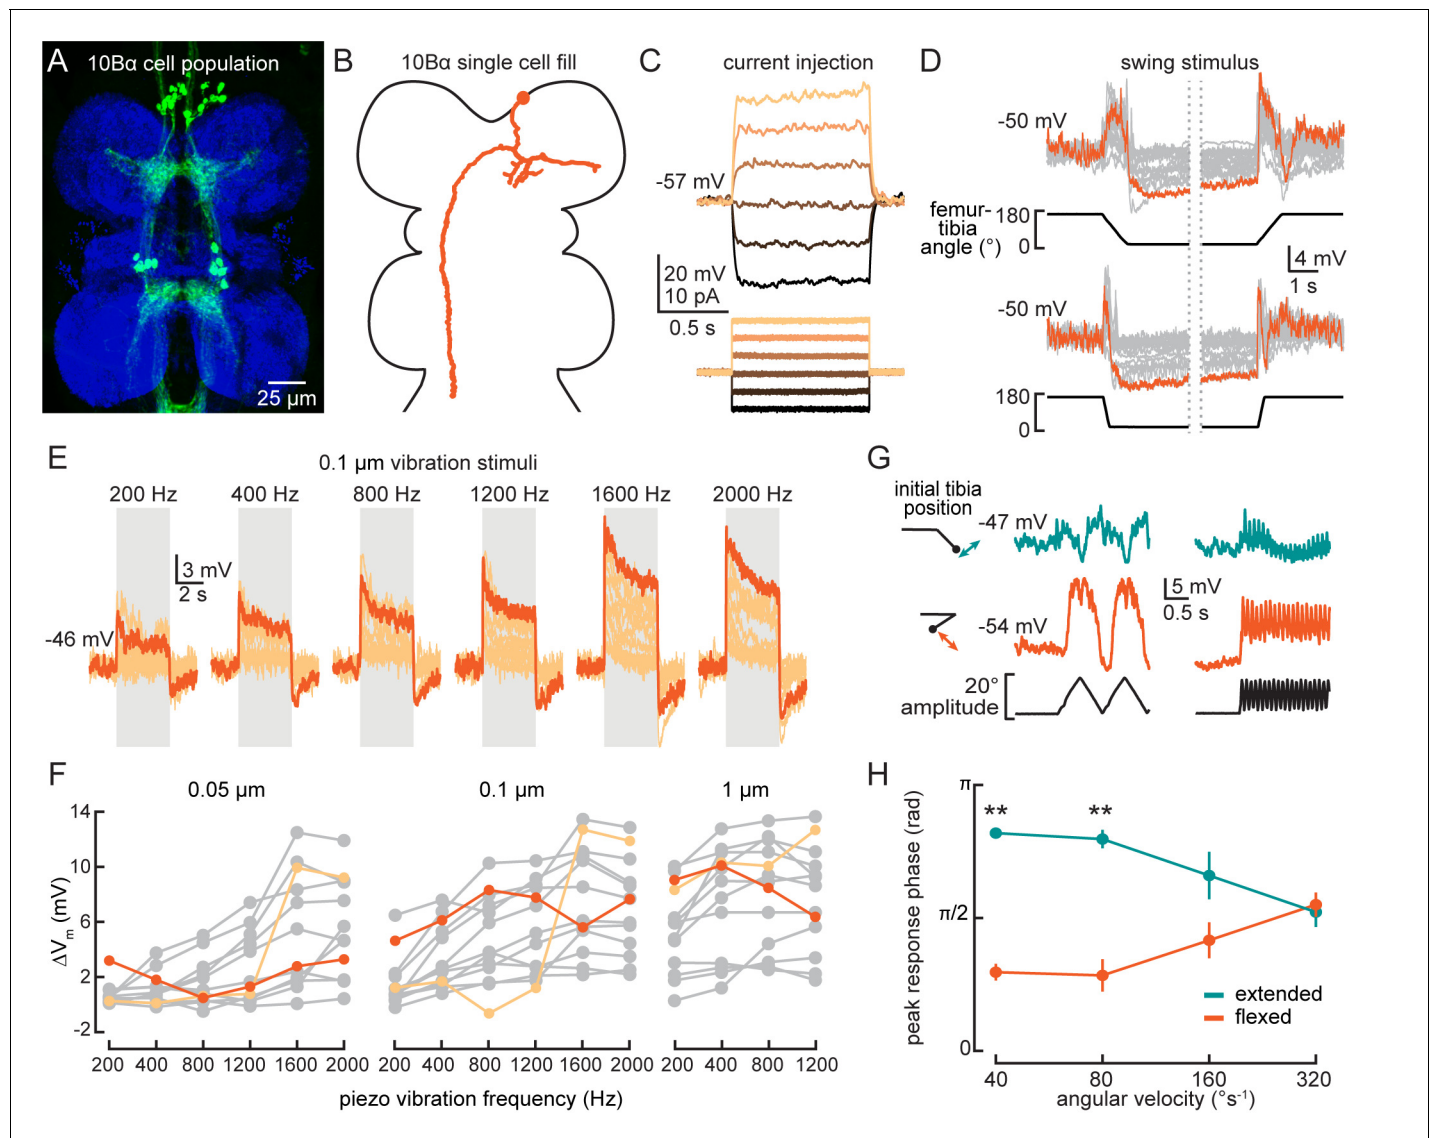 A
10Bα cell population
25 µm
B
10Bα single cell fill
C
current injection
-57 mV
20 mV
10 pA
0.5 s
D
swing stimulus
-50 mV
femur-
tibia
angle (°)
180
0
4 mV
1 s
-50 mV
180
0
E
0.1 µm vibration stimuli
200 Hz
400 Hz
800 Hz
1200 Hz
1600 Hz
2000 Hz
3 mV
2 s
-46 mV
G
initial tibia
position
-47 mV
-54 mV
5 mV
0.5 s
20°
amplitude
F
0.05 µm
0.1 µm
1 µm
ΔVm (mV)
14
10
6
2
-2
200 400 800 1200 1600 2000
200 400 800 1200 1600 2000
200 400 800 1200
piezo vibration frequency (Hz)
H
peak response phase (rad)
π
π/2
0
**
**
extended
flexed
40 80 160 320
angular velocity (°s-1)